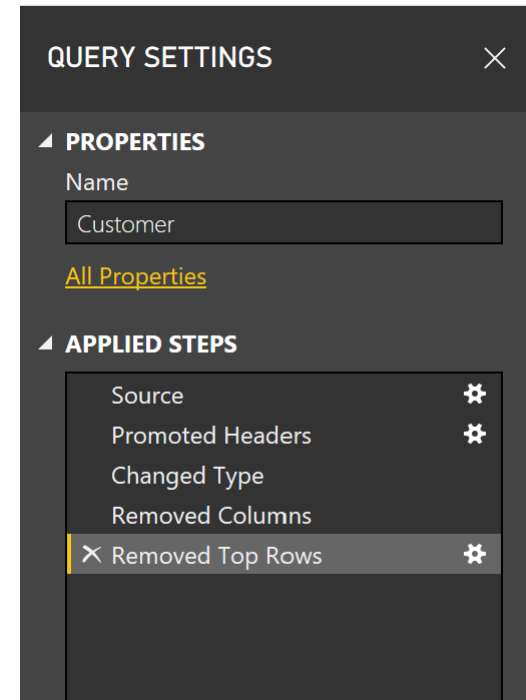 QUERY SETTINGS
PROPERTIES
Name
Customer
All Properties
APPLIED STEPS
Source
Promoted Headers
Changed Type
Removed Columns
Removed Top Rows